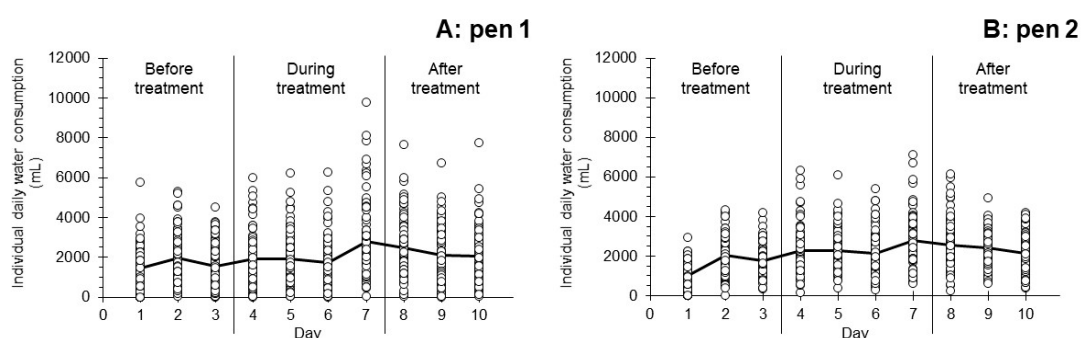 A: pen 1
12000
10000
8000
6000
4000
2000
0
Individual daily water consumption
(mL)
Before
treatment
During
treatment
After
treatment
0 1 2 3 4 5 6 7 8 9 10
Day
B: pen 2
12000
10000
8000
6000
4000
2000
0
Individual daily water consumption
(mL)
Before
treatment
During
treatment
After
treatment
0 1 2 3 4 5 6 7 8 9 10
Day